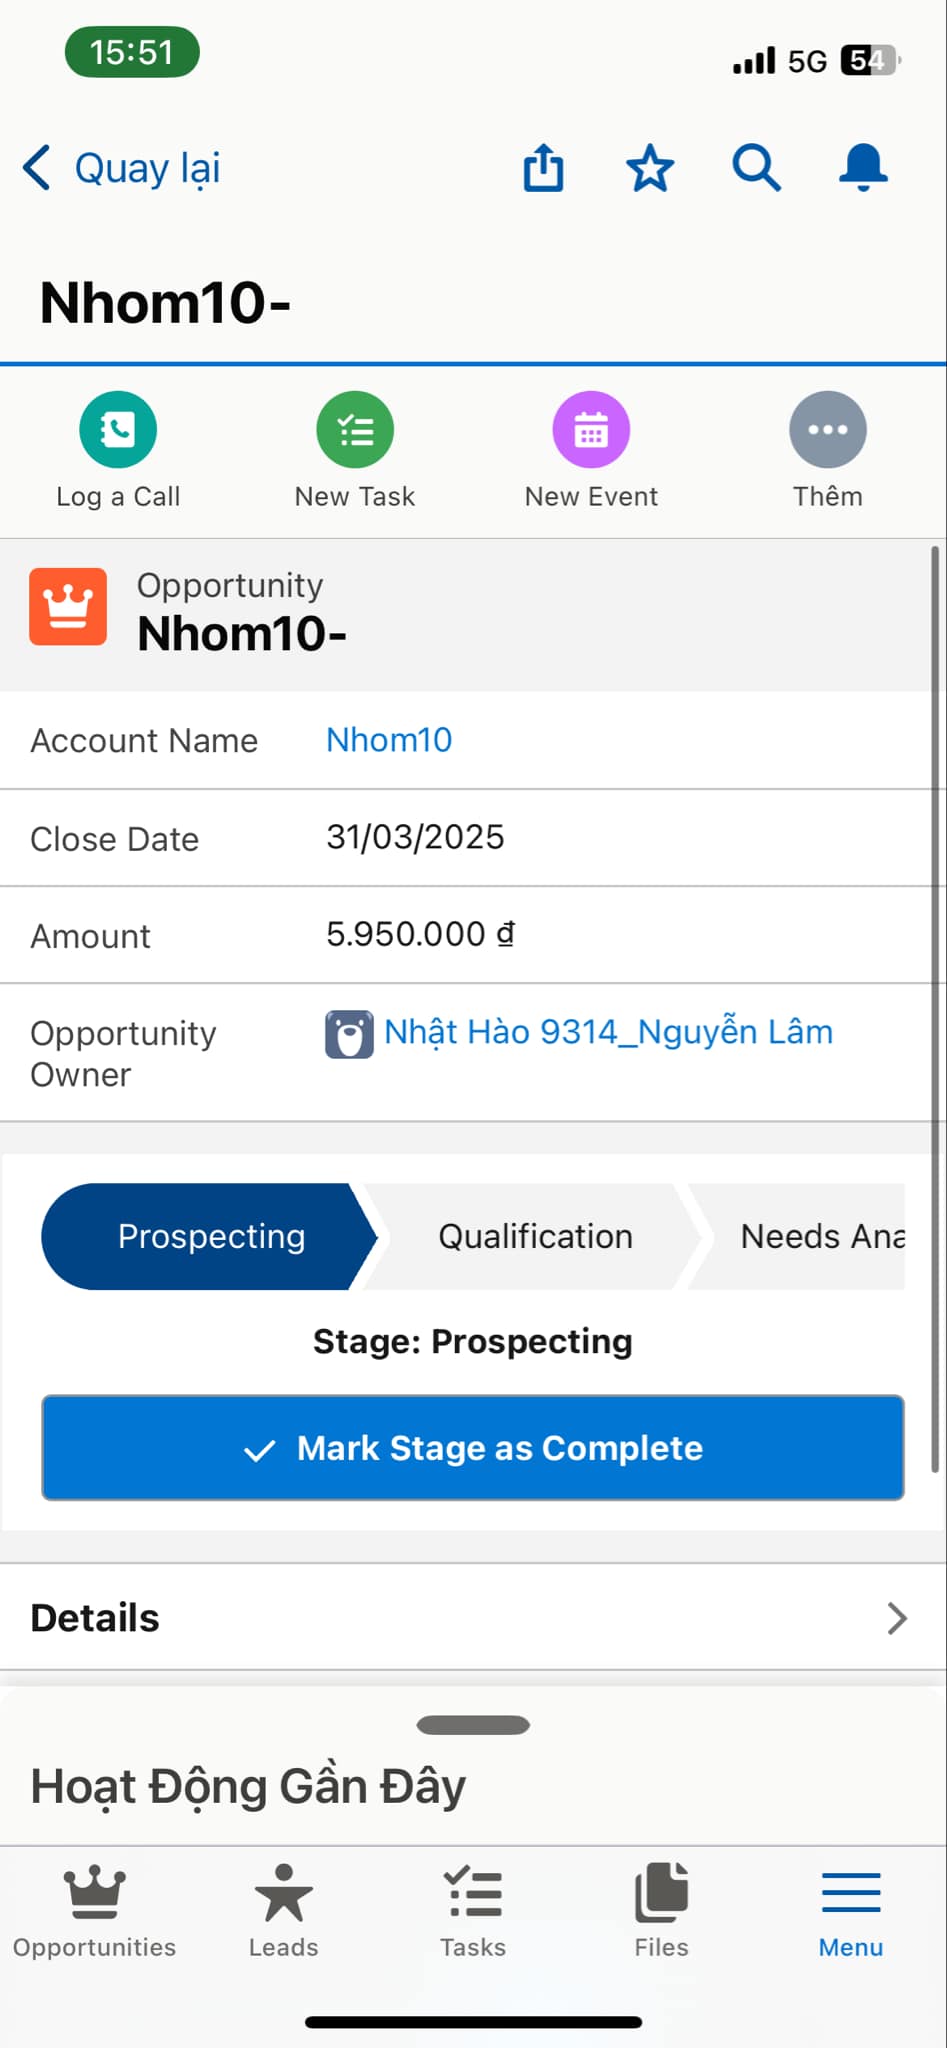 15:51
5G 54
Quay lại
Nhom10-
Log a Call
New Task
New Event
Thêm
Opportunity
Nhom10-
Account Name
Nhom10
Close Date
31/03/2025
Amount
5.950.000 ₫
Opportunity
Owner
Nhật Hào 9314_Nguyễn Lâm
Prospecting
Qualification
Needs Ana
Stage: Prospecting
Mark Stage as Complete
Details
Hoạt Động Gần Đây
Opportunities
Leads
Tasks
Files
Menu